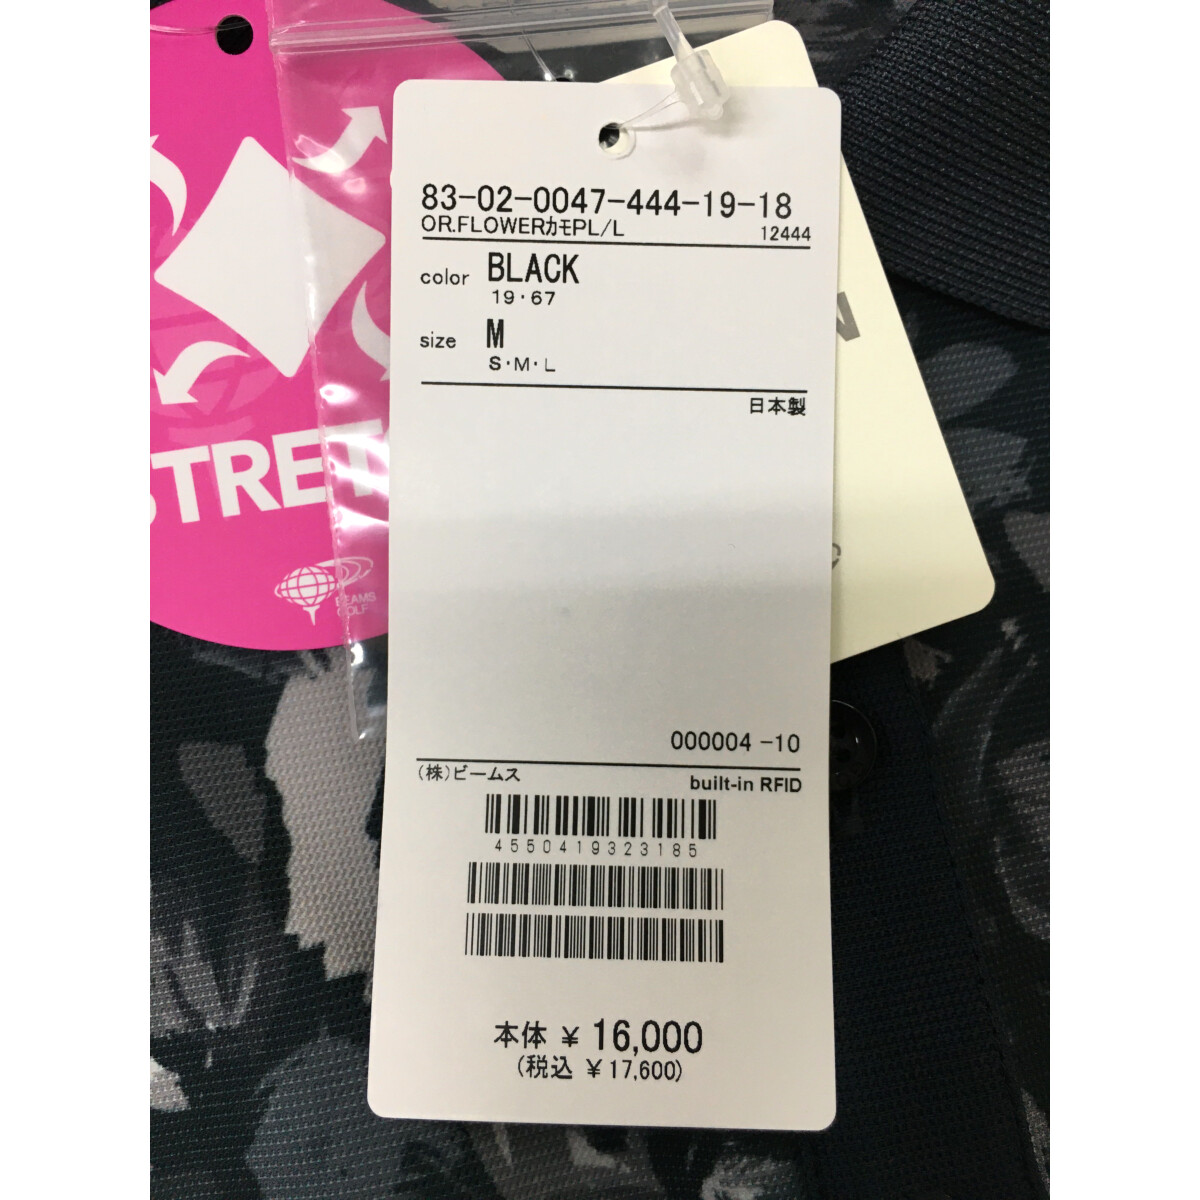 83-02-0047-444-19-18
OR.FLOWERカモPL/L 12444
color BLACK
19・67
size M
S・M・L
日本製
STRET
BEAMS
GOLF
000004 -10
(株)ビームス built-in RFID
4550419323185
本体 ¥ 16,000
(税込 ¥17,600)